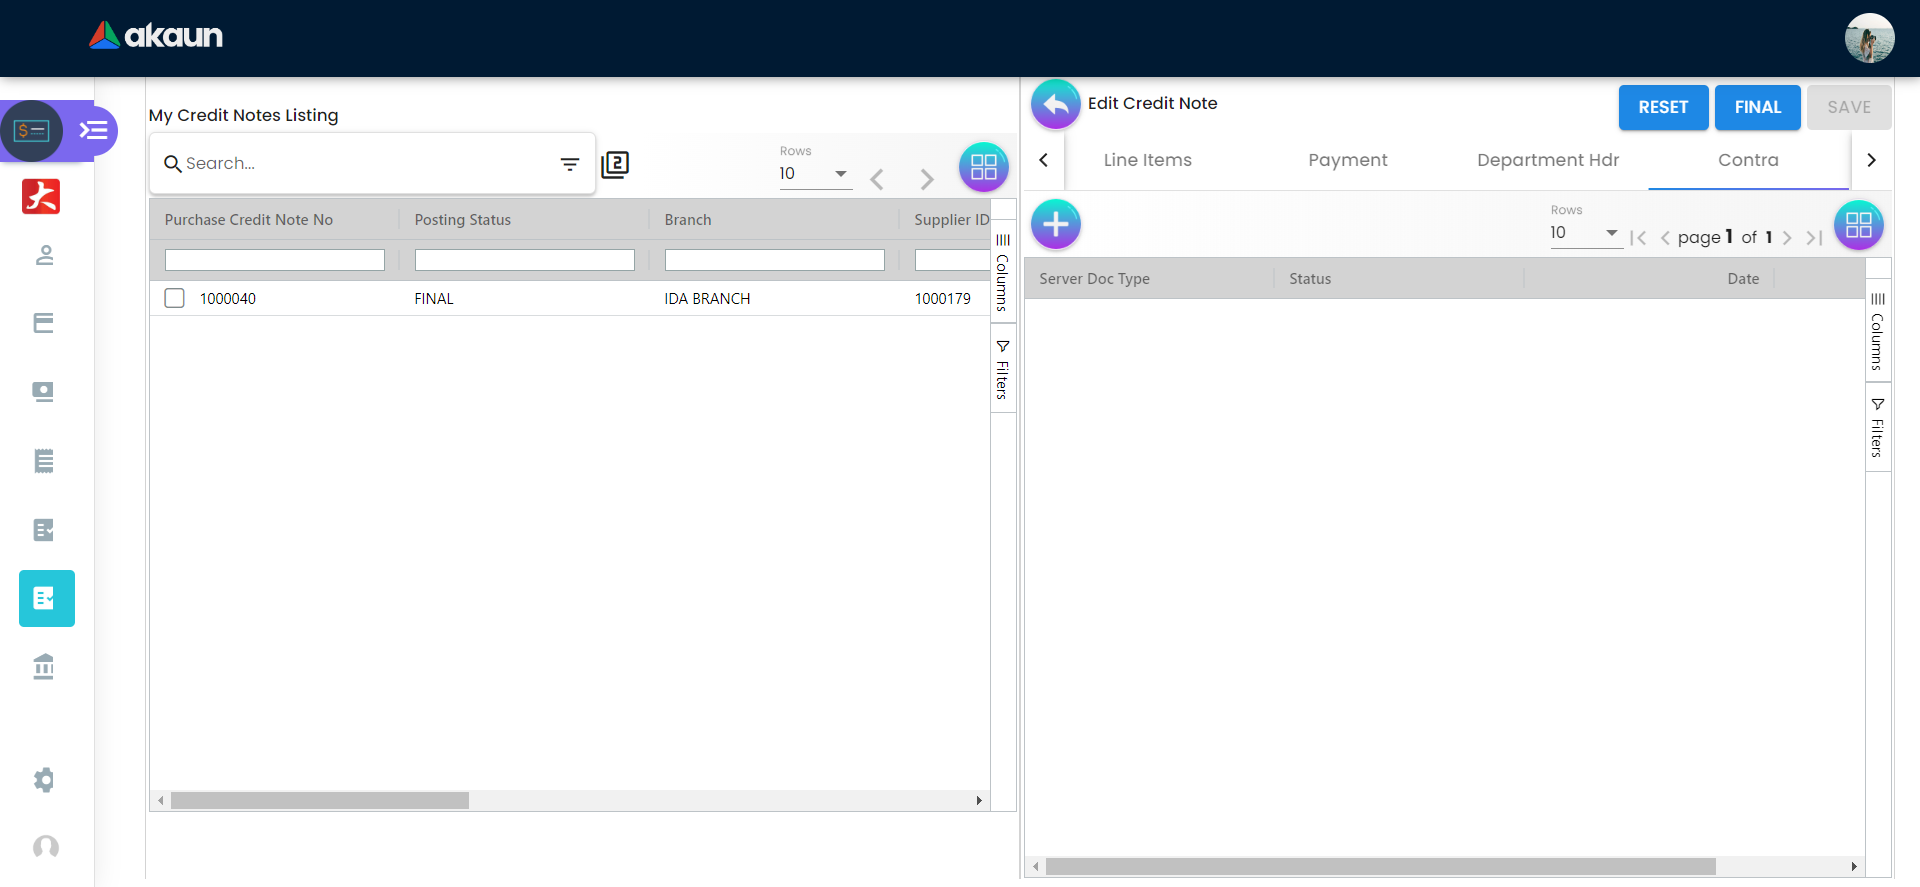 akaun
My Credit Notes Listing
Search...
2
Rows
10
Purchase Credit Note No
Posting Status
Branch
Supplier ID
1000040
FINAL
IDA BRANCH
1000179
Columns
Filters
Edit Credit Note
RESET
FINAL
SAVE
Line Items
Payment
Department Hdr
Contra
Rows
10
page 1 of 1
Server Doc Type
Status
Date
Columns
Filters